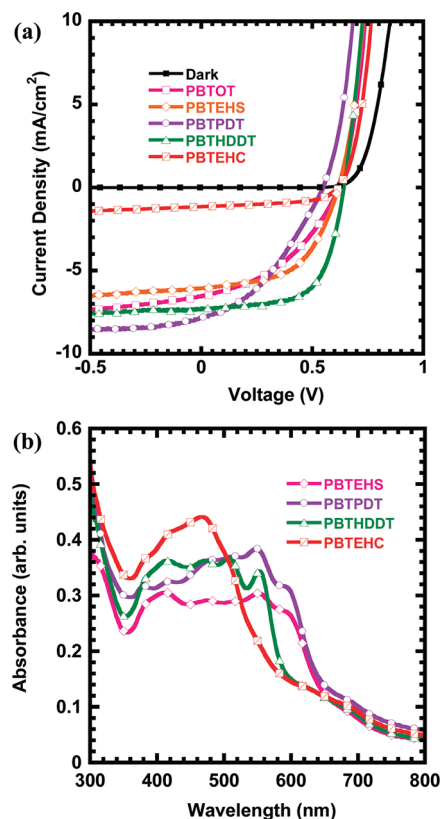 (a)
10
5
0
-5
-10
Current Density (mA/cm²)
Dark
PBTOT
PBTEHS
PBTPDT
PBTHDDT
PBTEHC
-0.5 0 0.5 1
Voltage (V)
(b)
0.6
0.5
0.4
0.3
0.2
0.1
0
Absorbance (arb. units)
PBTEHS
PBTPDT
PBTHDDT
PBTEHC
300 400 500 600 700 800
Wavelength (nm)